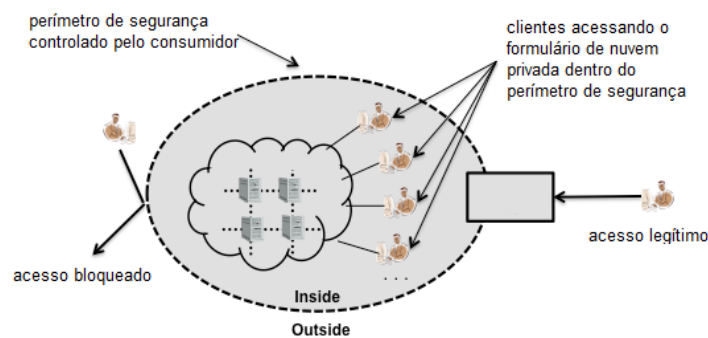 perímetro de segurança
controlado pelo consumidor
clientes acessando o
formulário de nuvem
privada dentro do
perímetro de segurança
acesso legítimo
acesso bloqueado
. . .
Inside
Outside